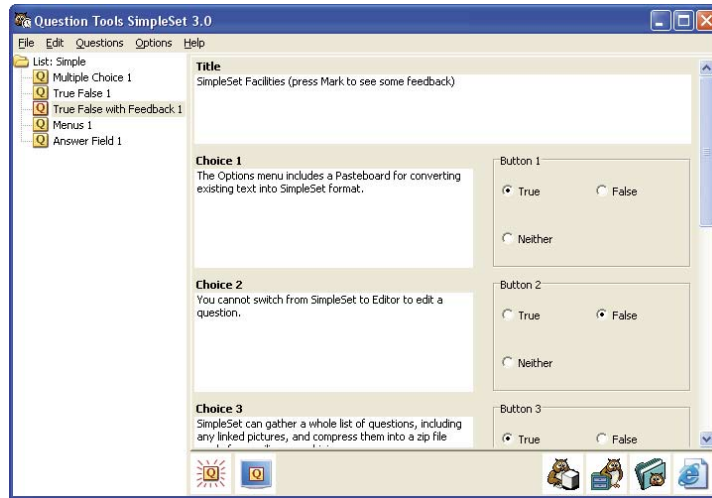 Question Tools SimpleSet 3.0
File Edit Questions Options Help
List: Simple
Multiple Choice 1
True False 1
True False with Feedback 1
Menus 1
Answer Field 1
Title
SimpleSet Facilities (press Mark to see some feedback)
Choice 1
The Options menu includes a Pasteboard for converting
existing text into SimpleSet format.
Button 1
True False
Neither
Choice 2
You cannot switch from SimpleSet to Editor to edit a
question.
Button 2
True False
Neither
Choice 3
SimpleSet can gather a whole list of questions, including
any linked pictures, and compress them into a zip file
Button 3
True False